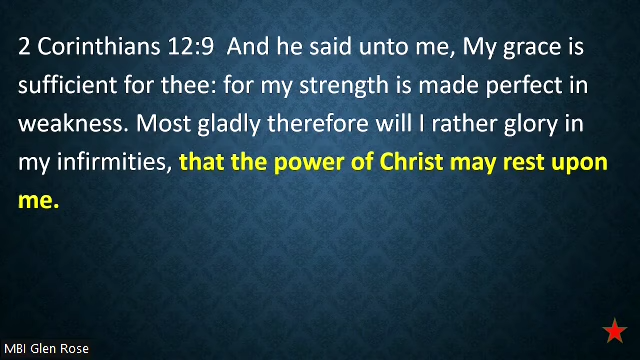 2 Corinthians 12:9  And he said unto me, My grace is
sufficient for thee: for my strength is made perfect in
weakness. Most gladly therefore will I rather glory in
my infirmities, that the power of Christ may rest upon
me.
MBI Glen Rose